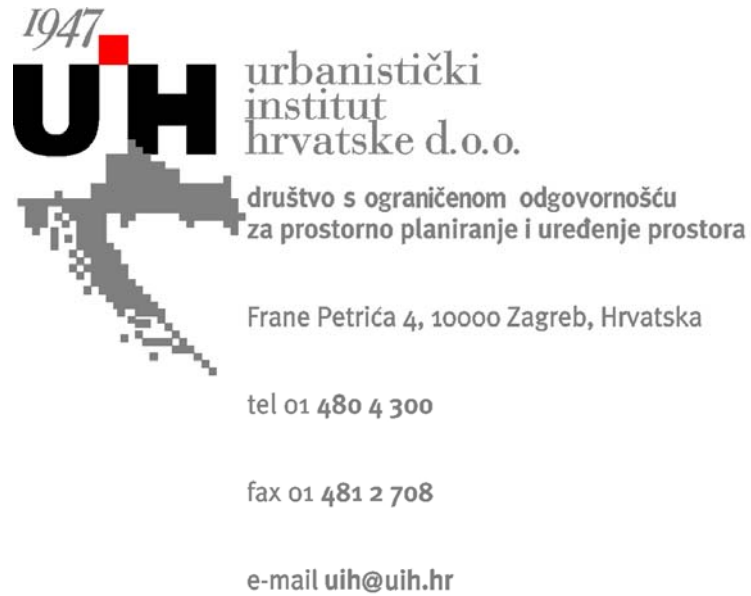 1947
UIH
urbanistički
institut
hrvatske d.o.o.
društvo s ograničenom odgovornošću
za prostorno planiranje i uređenje prostora
Frane Petrića 4, 10000 Zagreb, Hrvatska
tel 01 480 4 300
fax 01 481 2 708
e-mail uih@uih.hr